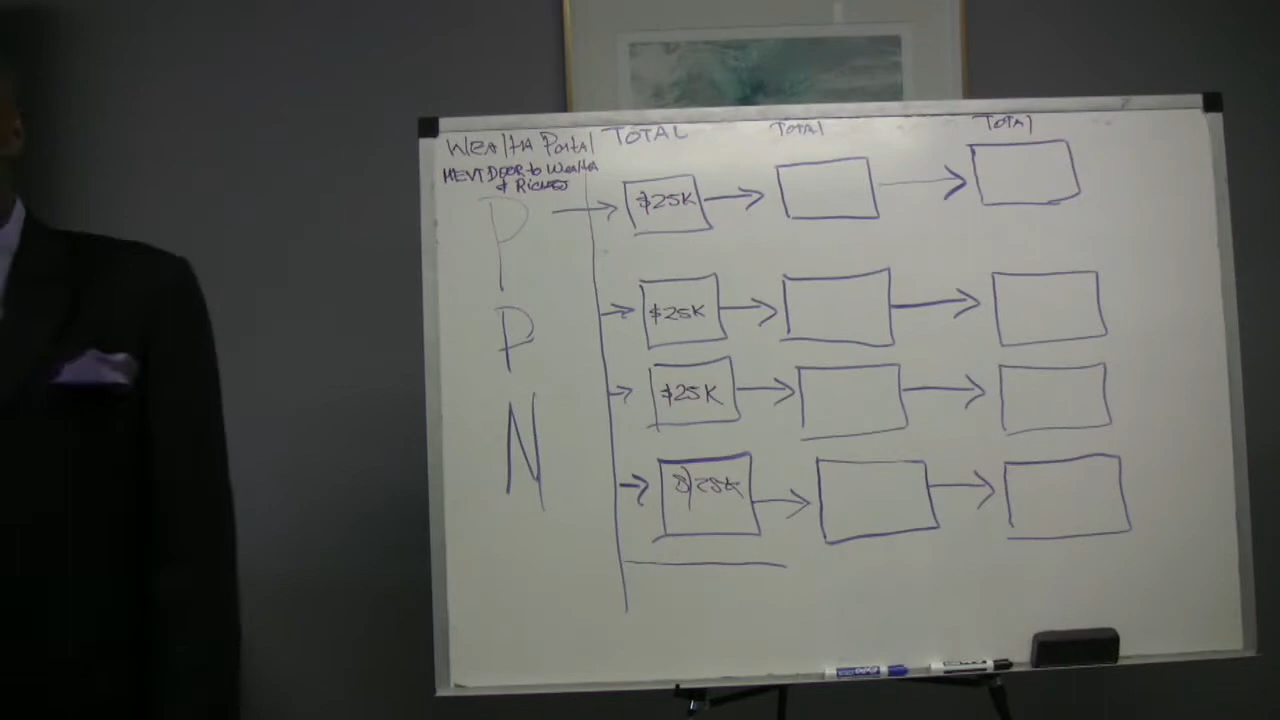 Wealth Portal
NEXT DOOR to Wealth
& Riches
TOTAL
Total
Total
P
$25K
P
$25K
$25K
N
$25K